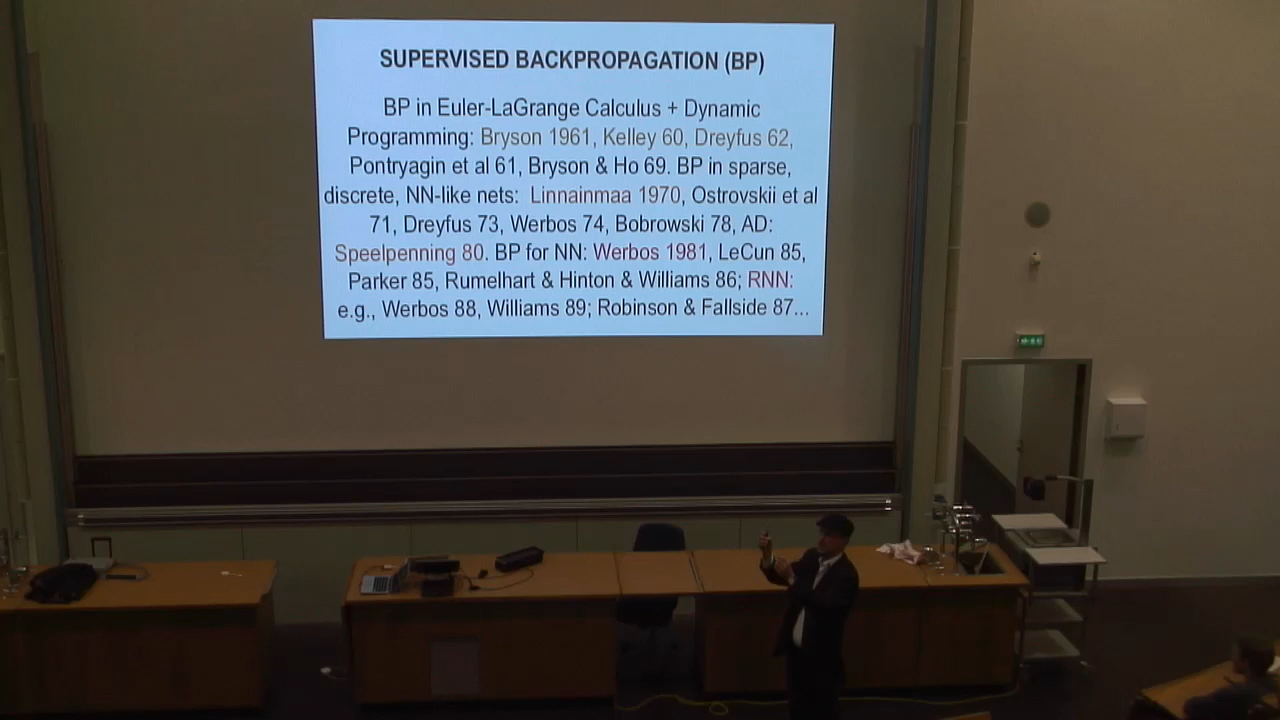 SUPERVISED BACKPROPAGATION (BP)
BP in Euler-LaGrange Calculus + Dynamic
Programming: Bryson 1961, Kelley 60, Dreyfus 62,
Pontryagin et al 61, Bryson & Ho 69. BP in sparse,
discrete, NN-like nets: Linnainmaa 1970, Ostrovskii et al
71, Dreyfus 73, Werbos 74, Bobrowski 78, AD:
Speelpenning 80. BP for NN: Werbos 1981, LeCun 85,
Parker 85, Rumelhart & Hinton & Williams 86; RNN:
e.g., Werbos 88, Williams 89; Robinson & Fallside 87...